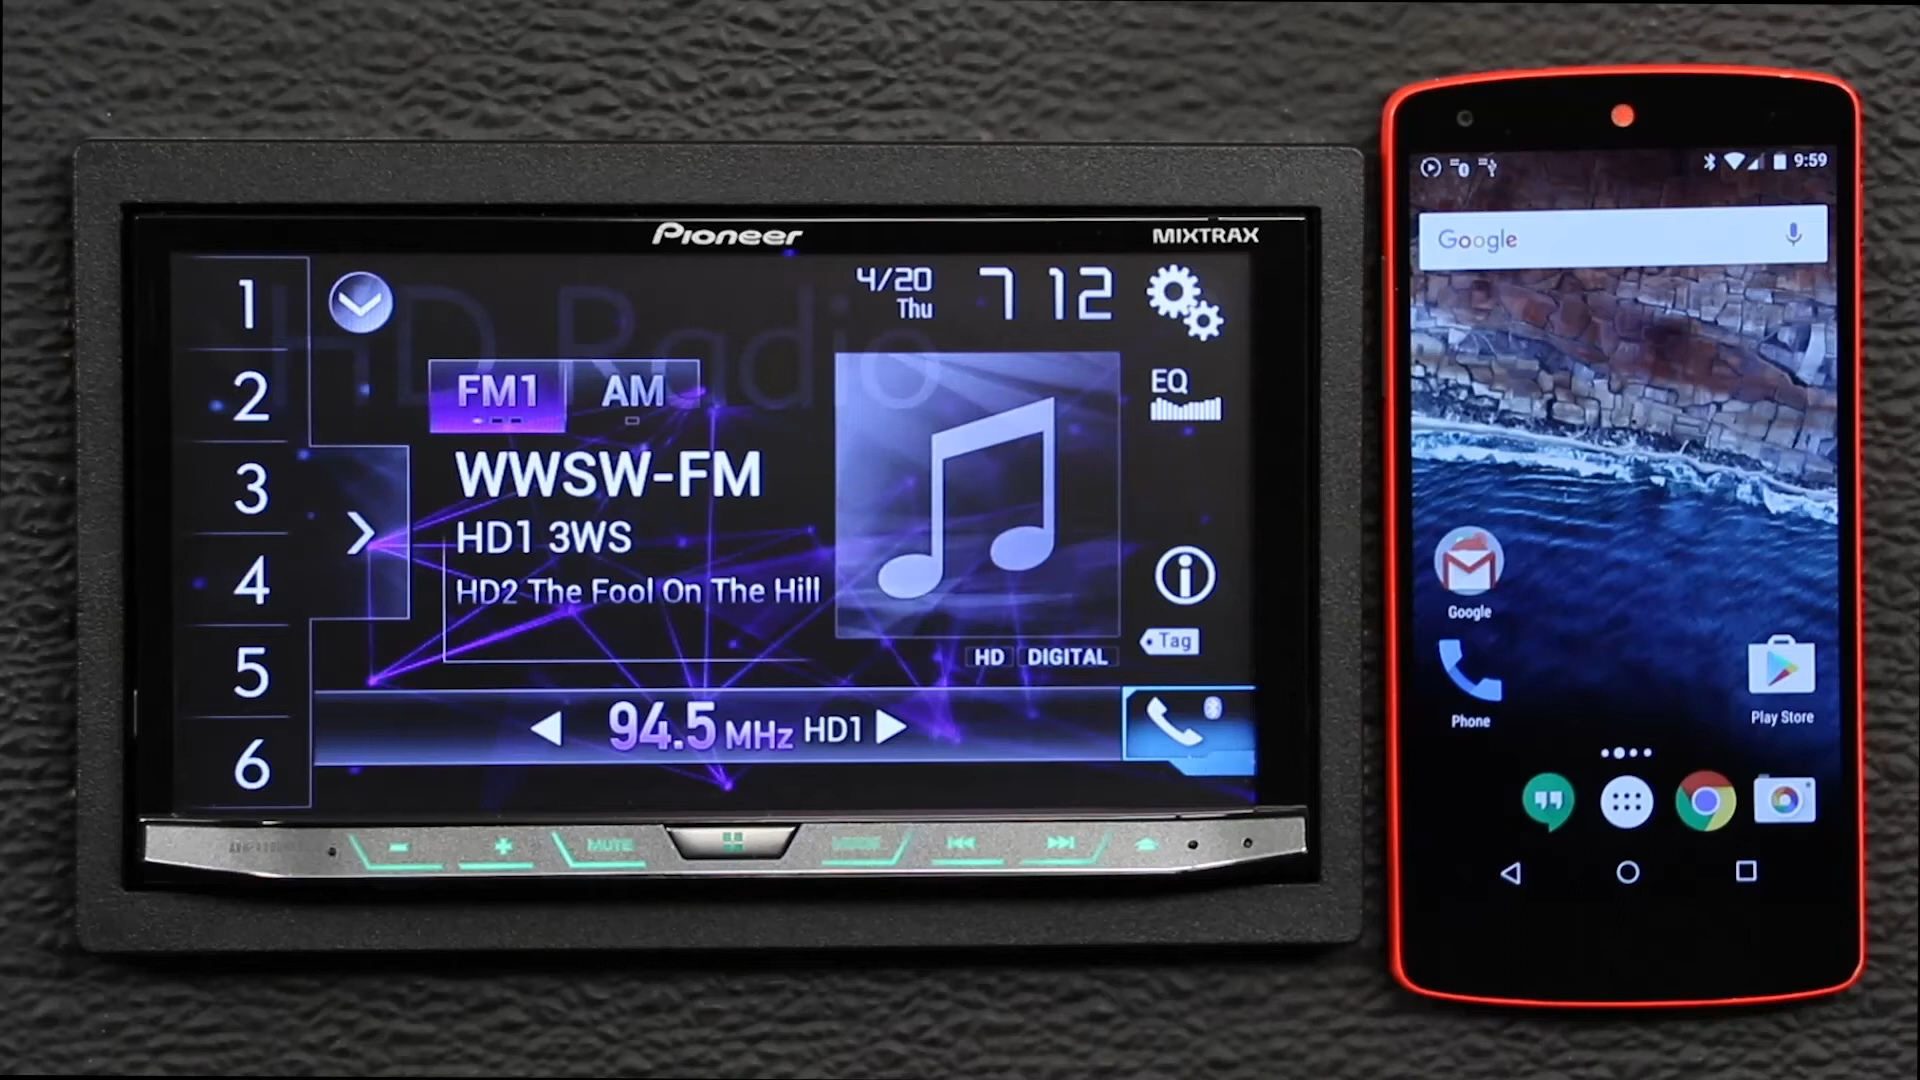 Pioneer
MIXTRAX
HD Radio
4/20
Thu
7 12
1
2
3
4
5
6
FM1
AM
EQ
WWSW-FM
HD1 3WS
HD2 The Fool On The Hill
HD DIGITAL
Tag
94.5 MHz HD1
MUTE
9:59
Google
Google
Phone
Play Store